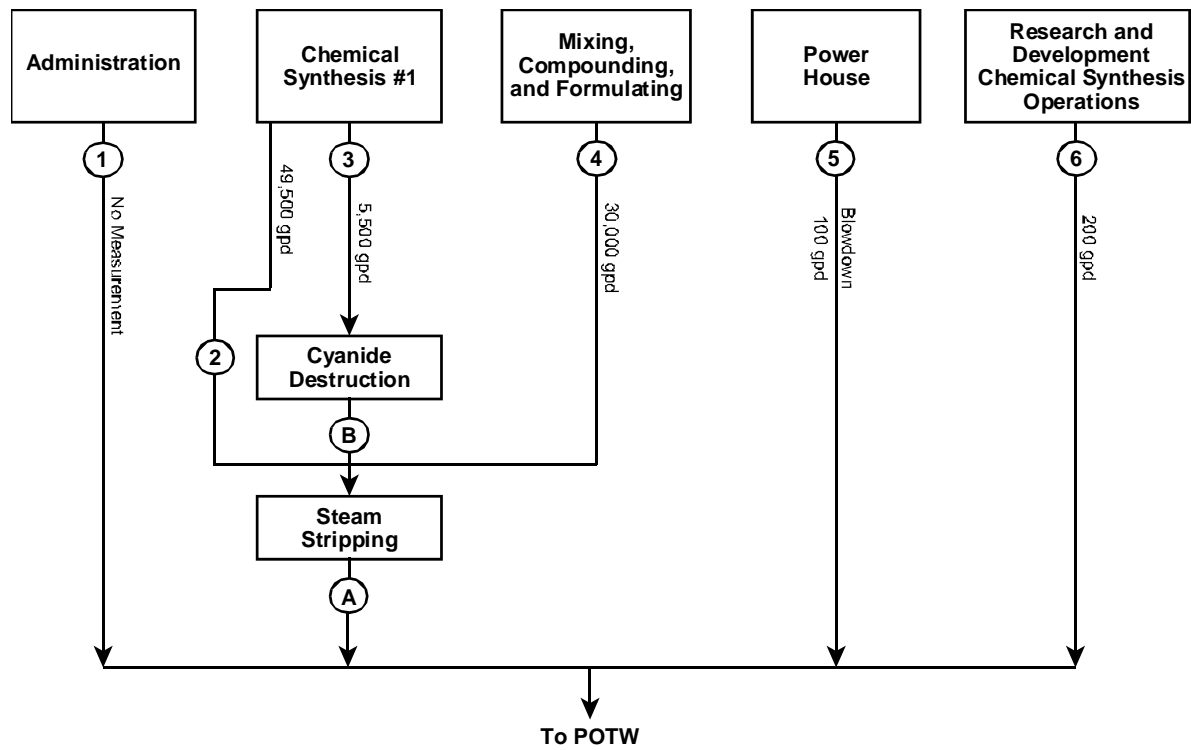 Administration
Chemical
Synthesis #1
Mixing,
Compounding,
and Formulating
Power
House
Research and
Development
Chemical Synthesis
Operations
1
3
4
5
6
No Measurement
49,500 gpd
5,500 gpd
30,000 gpd
Blowdown
100 gpd
200 gpd
2
Cyanide
Destruction
B
Steam
Stripping
A
To POTW